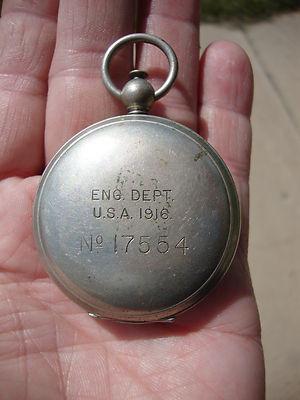 ENG. DEPT.
U.S.A. 1916.
No 17554